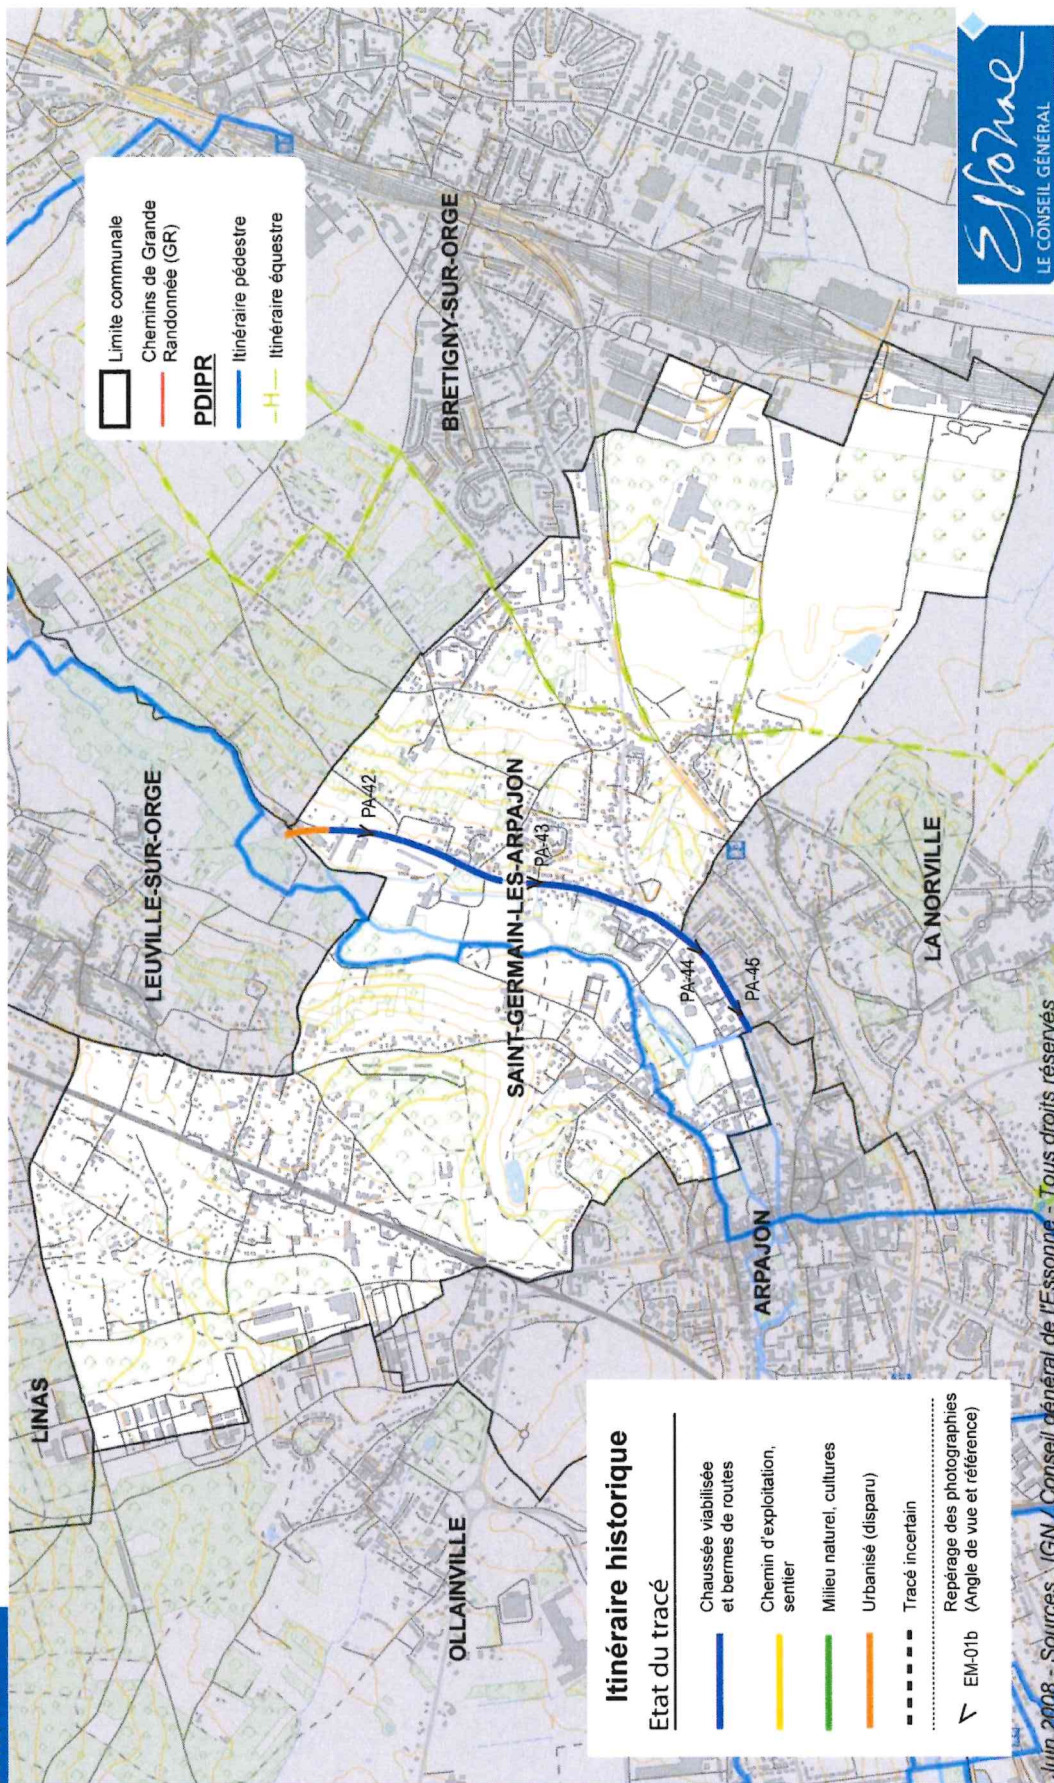 LINAS
LEUVILLE-SUR-ORGE
BRETIGNY-SUR-ORGE
OLLAINVILLE
SAINT-GERMAIN-LES-ARPAJON
ARPAJON
LA NORVILLE
PA-42
PA-43
PA-44
PA-45
Limite communale
Chemins de Grande
Randonnée (GR)
PDIPR
Itinéraire pédestre
–H– Itinéraire équestre
Itinéraire historique
Etat du tracé
Chaussée viabilisée
et bermes de routes
Chemin d'exploitation,
sentier
Milieu naturel, cultures
Urbanisé (disparu)
Tracé incertain
Repérage des photographies
EM-01b (Angle de vue et référence)
Juin 2008 - Sources : IGN / Conseil général de l'Essonne -Tous droits réservés
Essonne
LE CONSEIL GÉNÉRAL